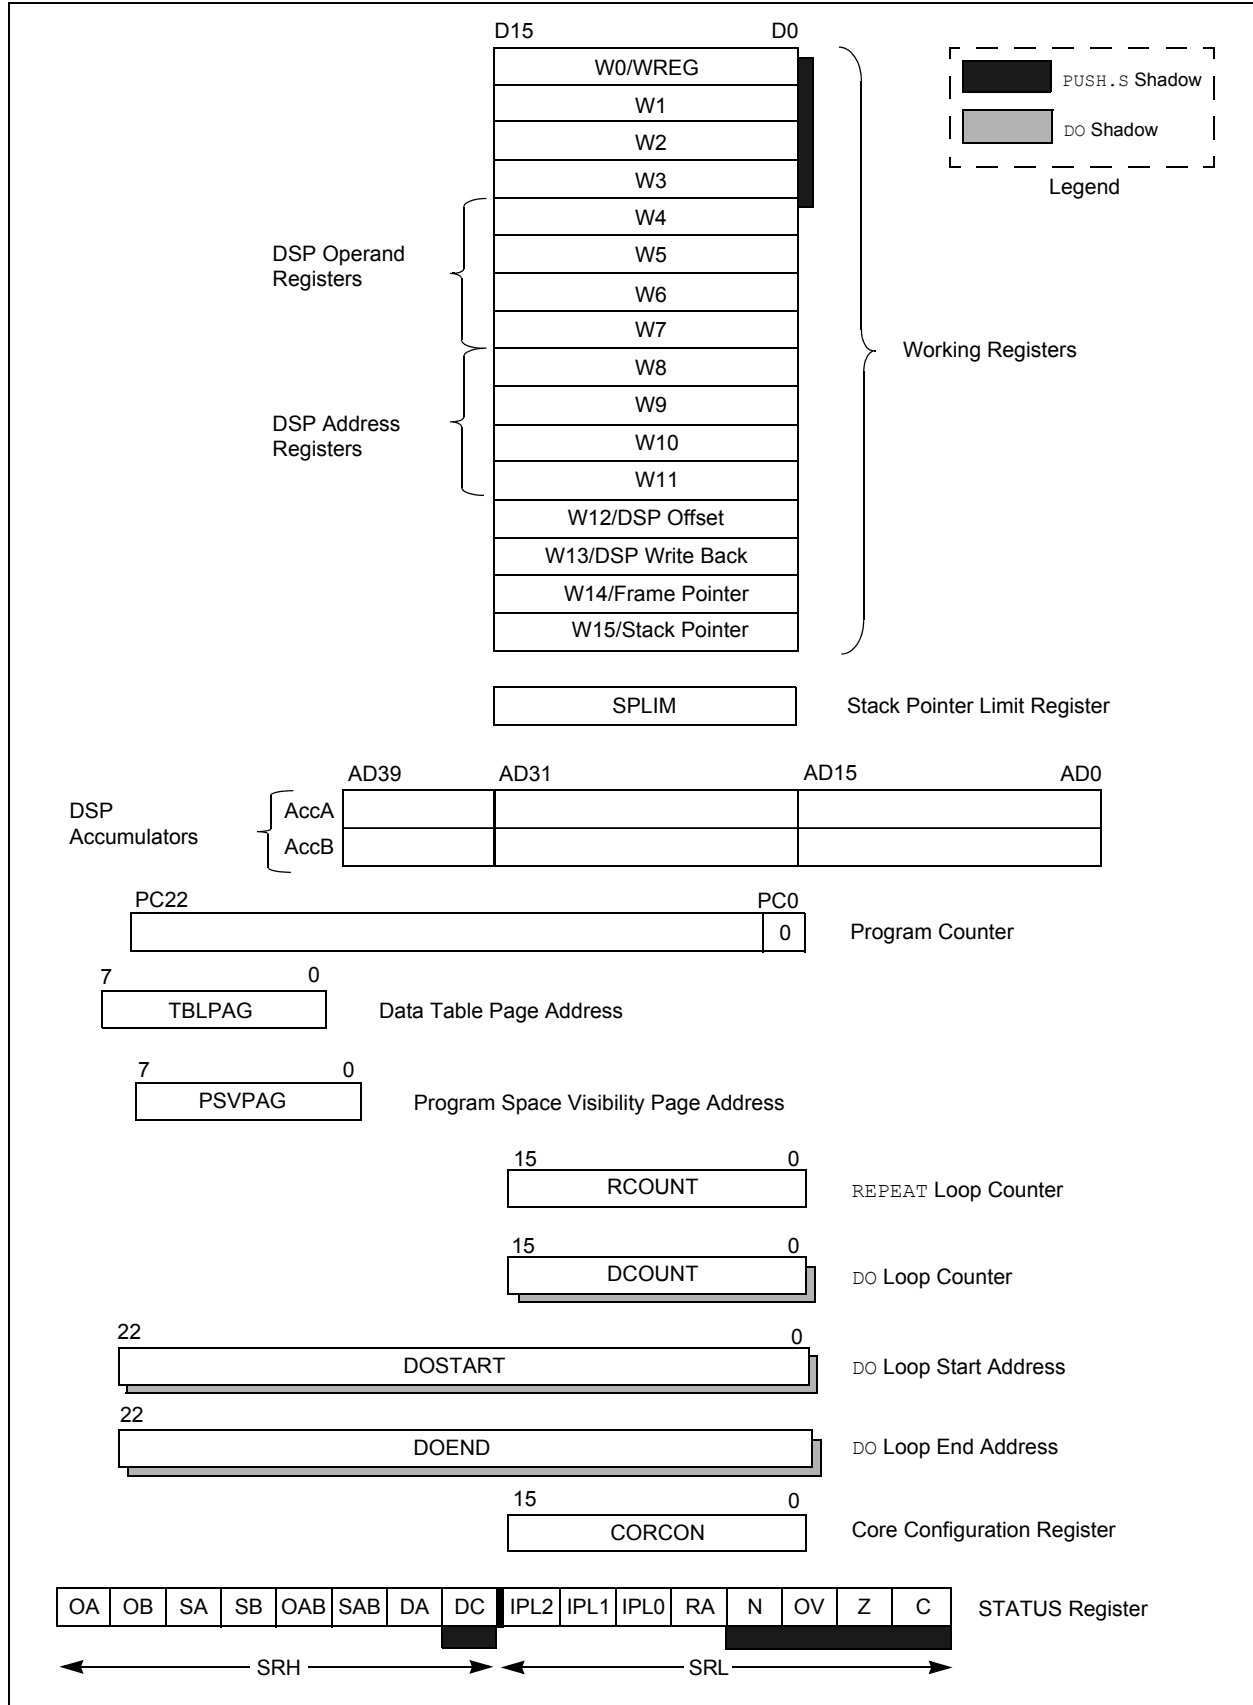 D15 D0
W0/WREG
PUSH.S Shadow
W1
DO Shadow
W2
W3
Legend
W4
DSP Operand
Registers
W5
W6
W7
Working Registers
W8
W9
DSP Address
Registers
W10
W11
W12/DSP Offset
W13/DSP Write Back
W14/Frame Pointer
W15/Stack Pointer
SPLIM Stack Pointer Limit Register
AD39 AD31 AD15 AD0
DSP
Accumulators
AccA
AccB
PC22 PC0
0 Program Counter
7 0
TBLPAG Data Table Page Address
7 0
PSVPAG Program Space Visibility Page Address
15 0
RCOUNT REPEAT Loop Counter
15 0
DCOUNT DO Loop Counter
22 0
DOSTART DO Loop Start Address
22
DOEND DO Loop End Address
15 0
CORCON Core Configuration Register
OA OB SA SB OAB SAB DA DC IPL2 IPL1 IPL0 RA N OV Z C STATUS Register
SRH SRL